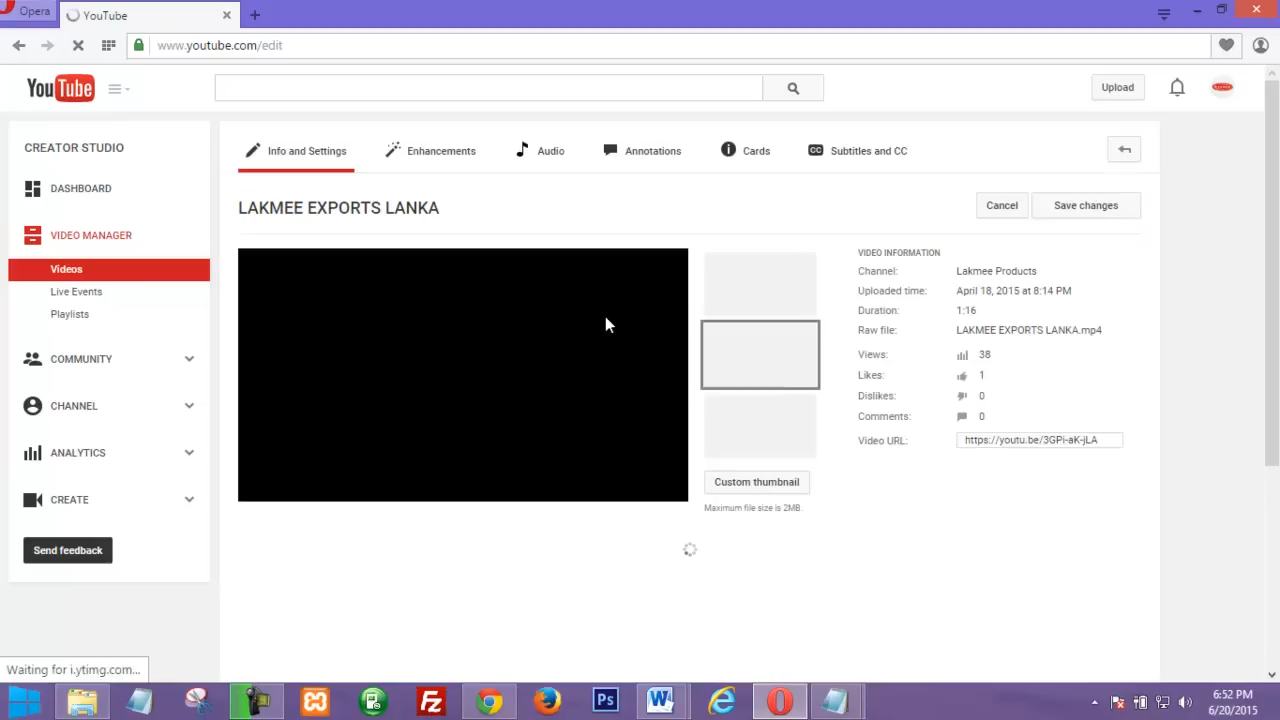 Opera
YouTube
www.youtube.com/edit
YouTube
Upload
CREATOR STUDIO
DASHBOARD
VIDEO MANAGER
Videos
Live Events
Playlists
COMMUNITY
CHANNEL
ANALYTICS
CREATE
Send feedback
Info and Settings
Enhancements
Audio
Annotations
Cards
CC Subtitles and CC
LAKMEE EXPORTS LANKA
Cancel
Save changes
Custom thumbnail
Maximum file size is 2MB.
VIDEO INFORMATION
Channel: Lakmee Products
Uploaded time: April 18, 2015 at 8:14 PM
Duration: 1:16
Raw file: LAKMEE EXPORTS LANKA.mp4
Views: 38
Likes: 1
Dislikes: 0
Comments: 0
Video URL: https://youtu.be/3GPi-aK-jLA
Waiting for i.ytimg.com...
Fz
Ps
W
6:52 PM
6/20/2015